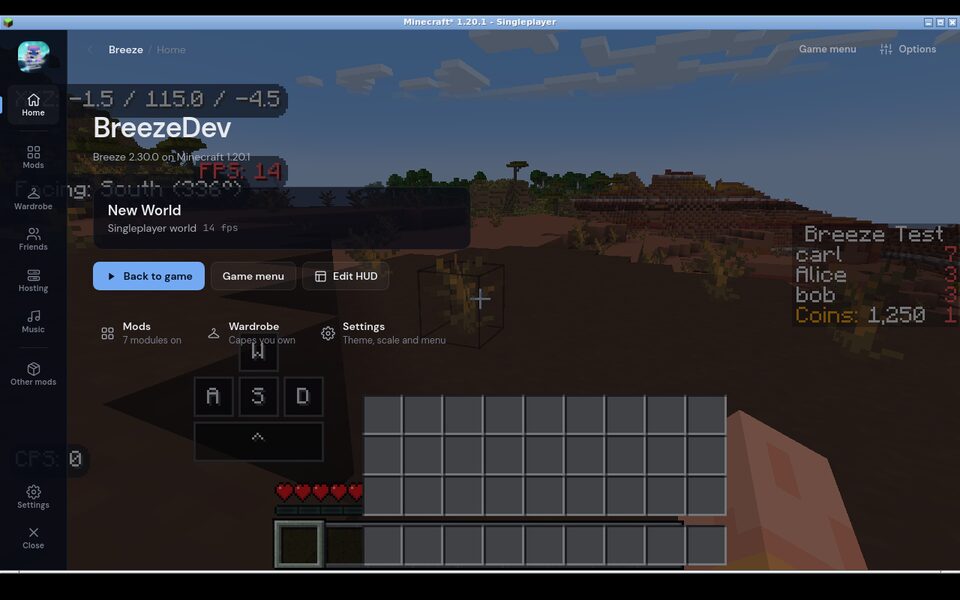 Minecraft* 1.20.1 - Singleplayer
Breeze / Home
Game menu
Options
Home
Mods
Wardrobe
Friends
Hosting
Music
Other mods
Settings
Close
XYZ: -1.5 / 115.0 / -4.5
BreezeDev
Breeze 2.30.0 on Minecraft 1.20.1
FPS: 14
Facing: South (336°)
New World
Singleplayer world 14 fps
Back to game
Game menu
Edit HUD
Mods
7 modules on
Wardrobe
Capes you own
Settings
Theme, scale and menu
W
A S D
^
CPS: 0
Breeze Test
carl 7
Alice 3
bob 3
Coins: 1,250 1